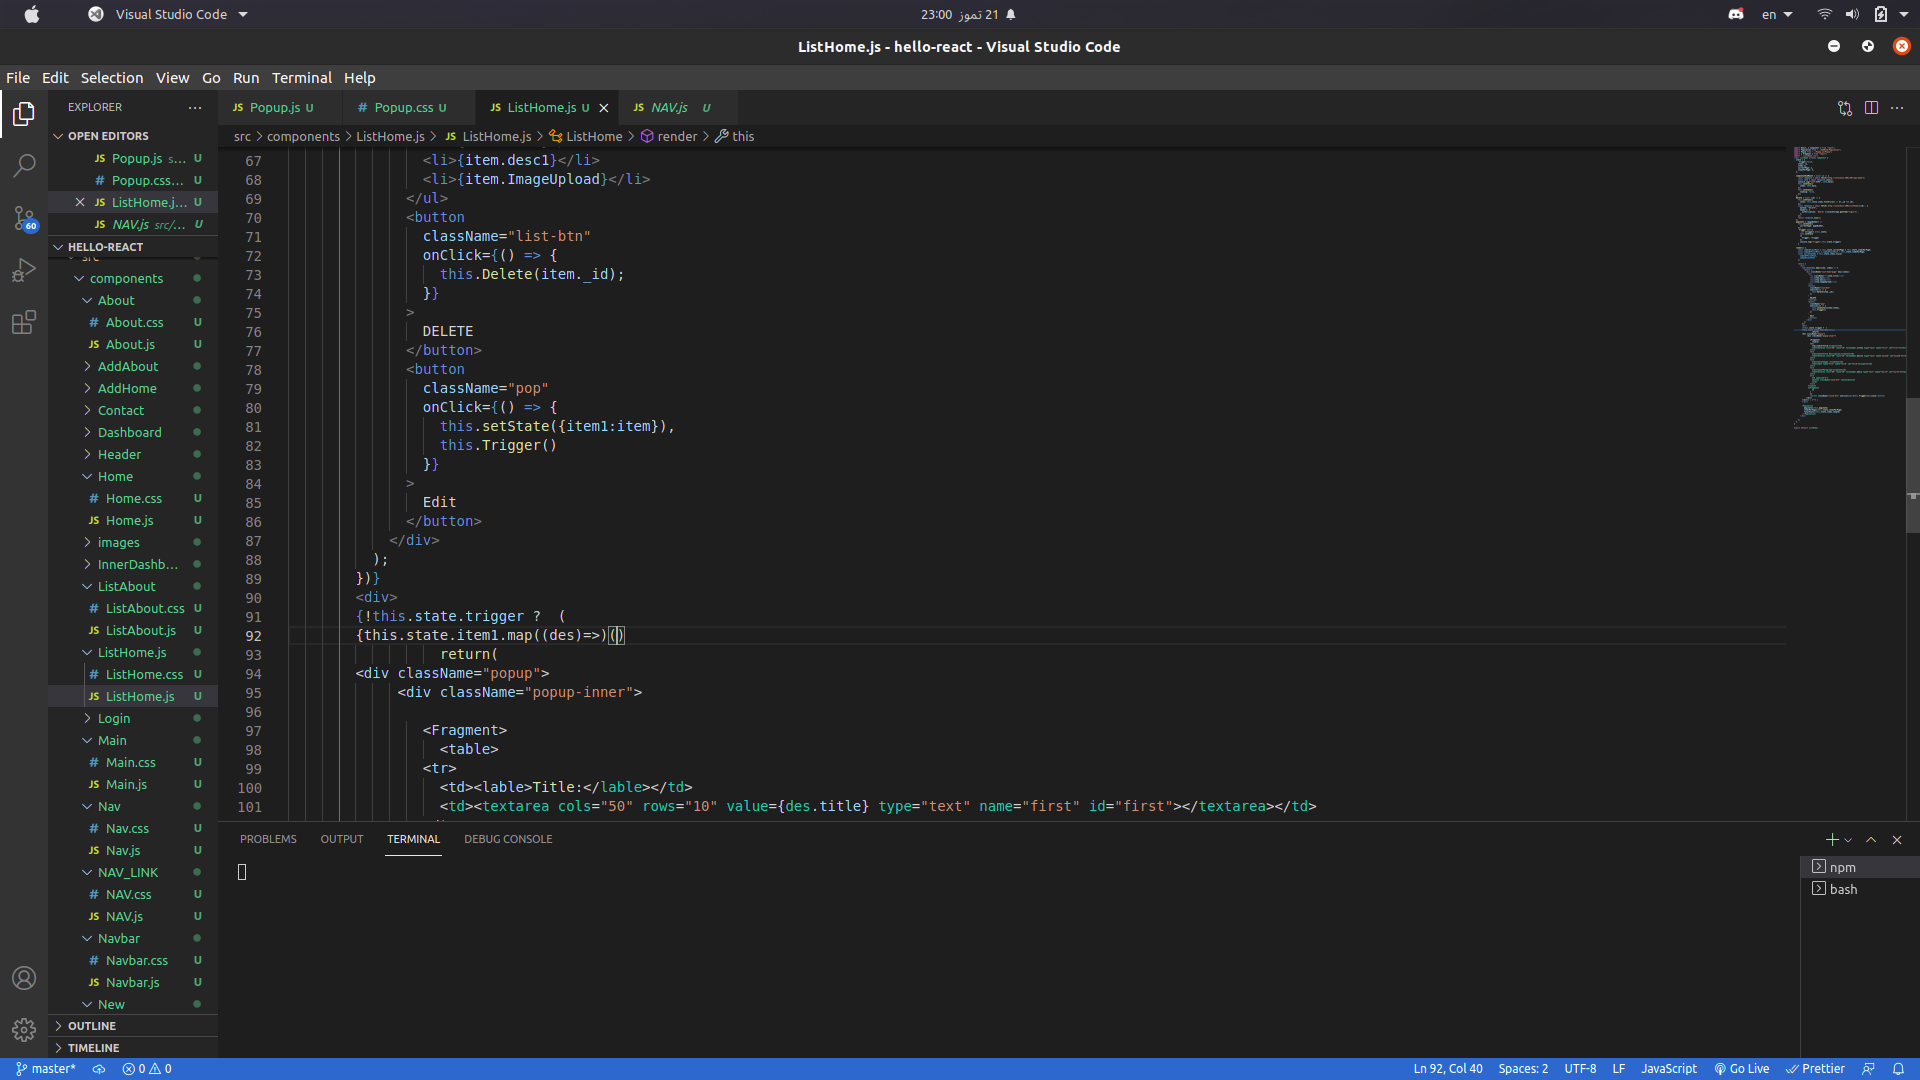 Visual Studio Code
23:00 21 تموز
en
ListHome.js - hello-react - Visual Studio Code
File Edit Selection View Go Run Terminal Help
EXPLORER
OPEN EDITORS
JS Popup.js s... U
# Popup.css... U
JS ListHome.j... U
JS NAV.js src/... U
HELLO-REACT
src
components
About
# About.css U
JS About.js U
AddAbout
AddHome
Contact
Dashboard
Header
Home
# Home.css U
JS Home.js U
images
InnerDashb...
ListAbout
# ListAbout.css U
JS ListAbout.js U
ListHome.js
# ListHome.css U
JS ListHome.js U
Login
Main
# Main.css U
JS Main.js U
Nav
# Nav.css U
JS Nav.js U
NAV_LINK
# NAV.css U
JS NAV.js U
Navbar
# Navbar.css U
JS Navbar.js U
New
OUTLINE
TIMELINE
60
JS Popup.js U # Popup.css U JS ListHome.js U JS NAV.js U
src > components > ListHome.js > JS ListHome.js > ListHome > render > this
67 <li>{item.desc1}</li>
68 <li>{item.ImageUpload}</li>
69 </ul>
70 <button
71 className="list-btn"
72 onClick={() => {
73 this.Delete(item._id);
74 }}
75 >
76 DELETE
77 </button>
78 <button
79 className="pop"
80 onClick={() => {
81 this.setState({item1:item}),
82 this.Trigger()
83 }}
84 >
85 Edit
86 </button>
87 </div>
88 );
89 })}
90 <div>
91 {!this.state.trigger ?  (
92 {this.state.item1.map((des)=>)()
93 return(
94 <div className="popup">
95 <div className="popup-inner">
96
97 <Fragment>
98 <table>
99 <tr>
100 <td><lable>Title:</lable></td>
101 <td><textarea cols="50" rows="10" value={des.title} type="text" name="first" id="first"></textarea></td>
PROBLEMS OUTPUT TERMINAL DEBUG CONSOLE
npm
bash
master* 0 0 Ln 92, Col 40 Spaces: 2 UTF-8 LF JavaScript Go Live Prettier